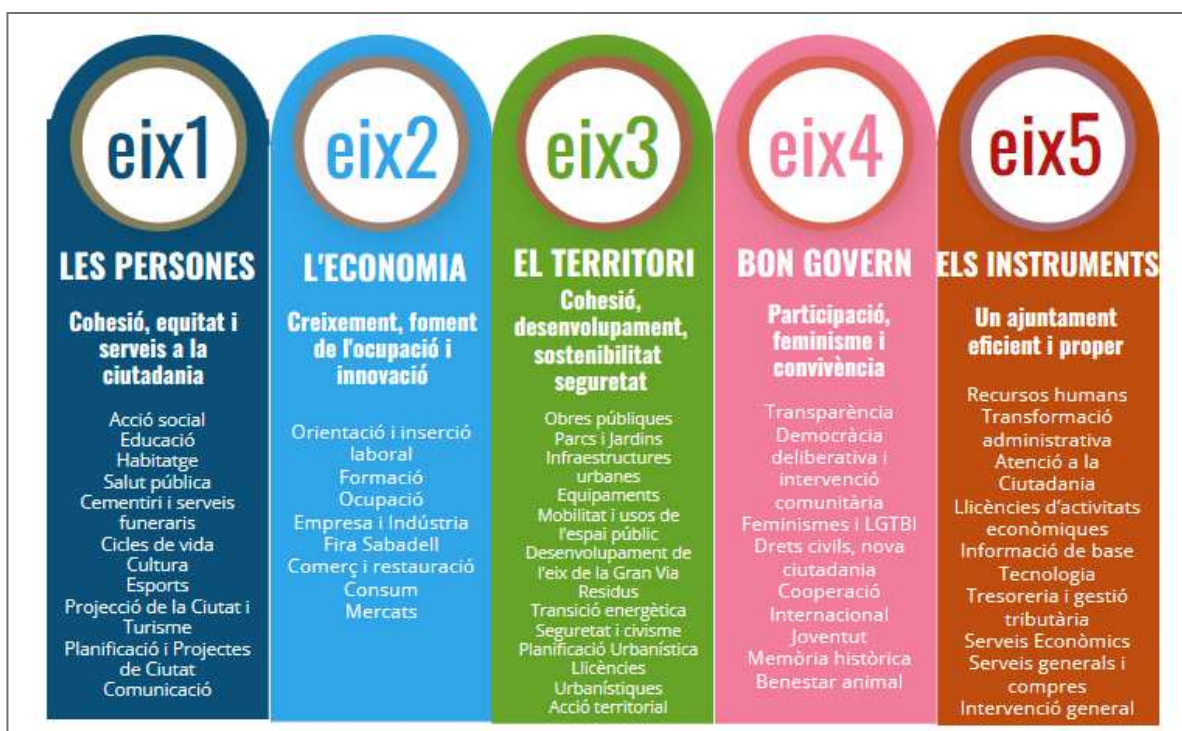 eix1
LES PERSONES
Cohesió, equitat i
serveis a la
ciutadania
Acció social
Educació
Habitatge
Salut pública
Cementiri i serveis
funeraris
Cicles de vida
Cultura
Esports
Projecció de la Ciutat i
Turisme
Planificació i Projectes
de Ciutat
Comunicació
eix2
L'ECONOMIA
Creixement, foment
de l'ocupació i
innovació
Orientació i inserció
laboral
Formació
Ocupació
Empresa i Indústria
Fira Sabadell
Comerç i restauració
Consum
Mercats
eix3
EL TERRITORI
Cohesió,
desenvolupament,
sostenibilitat
seguretat
Obres públiques
Parcs i Jardins
Infraestructures
urbanes
Equipaments
Mobilitat i usos de
l'espai públic
Desenvolupament de
l'eix de la Gran Via
Residus
Transició energètica
Seguretat i civisme
Planificació Urbanística
Llicències
Urbanístiques
Acció territorial
eix4
BON GOVERN
Participació,
feminisme i
convivència
Transparència
Democràcia
deliberativa i
intervenció
comunitària
Feminismes i LGTBI
Drets civils, nova
ciutadania
Cooperació
Internacional
Joventut
Memòria històrica
Benestar animal
eix5
ELS INSTRUMENTS
Un ajuntament
eficient i proper
Recursos humans
Transformació
administrativa
Atenció a la
Ciutadania
Llicències d'activitats
econòmiques
Informació de base
Tecnologia
Tresoreria i gestió
tributària
Serveis Econòmics
Serveis generals i
compres
Intervenció general